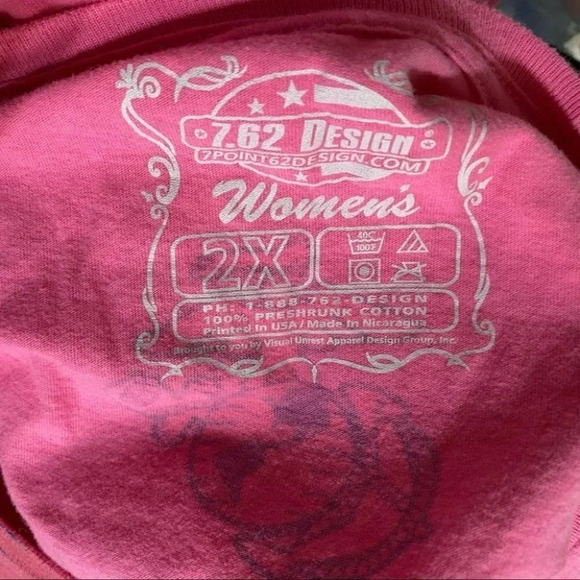 7.62 DESIGN
7POINT62DESIGN.COM
Women's
2X
40C
100°F
PH: 1-888-762-DESIGN
100% PRESHRUNK COTTON
Printed In USA / Made In Nicaragua
Brought to you by Visual Unrest Apparel Design Group, Inc.